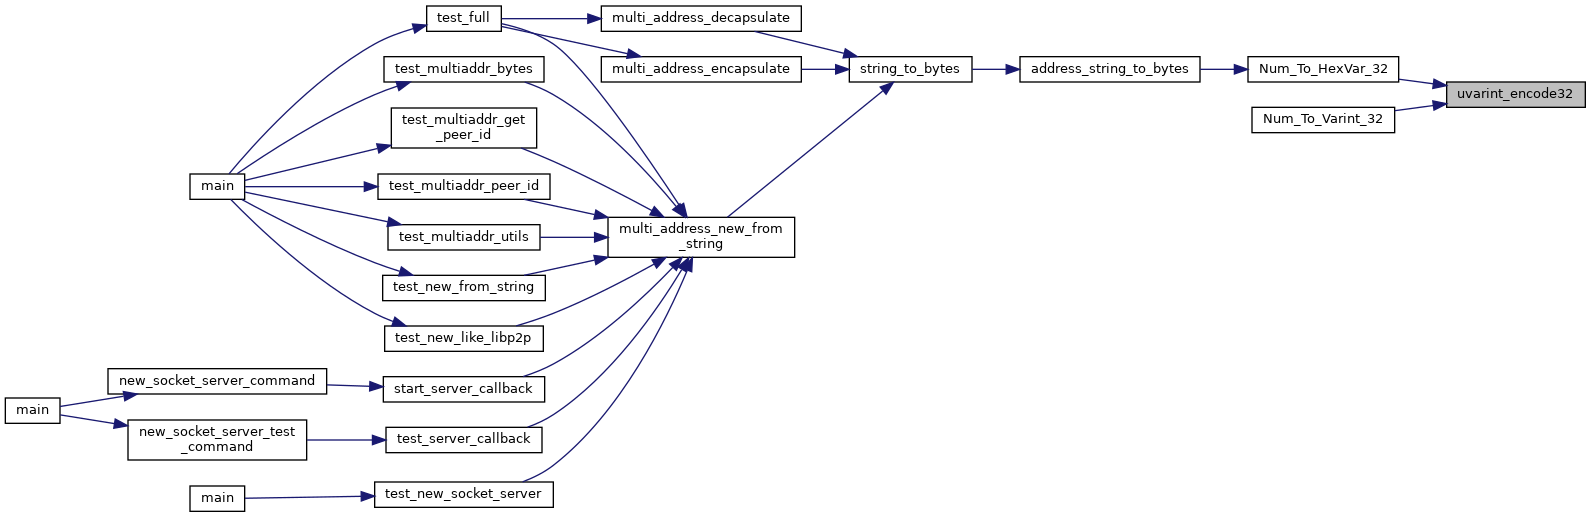 test_full
multi_address_decapsulate
test_multiaddr_bytes
multi_address_encapsulate
string_to_bytes
address_string_to_bytes
Num_To_HexVar_32
uvarint_encode32
Num_To_Varint_32
test_multiaddr_get
_peer_id
main
test_multiaddr_peer_id
test_multiaddr_utils
multi_address_new_from
_string
test_new_from_string
test_new_like_libp2p
new_socket_server_command
start_server_callback
main
new_socket_server_test
_command
test_server_callback
main
test_new_socket_server